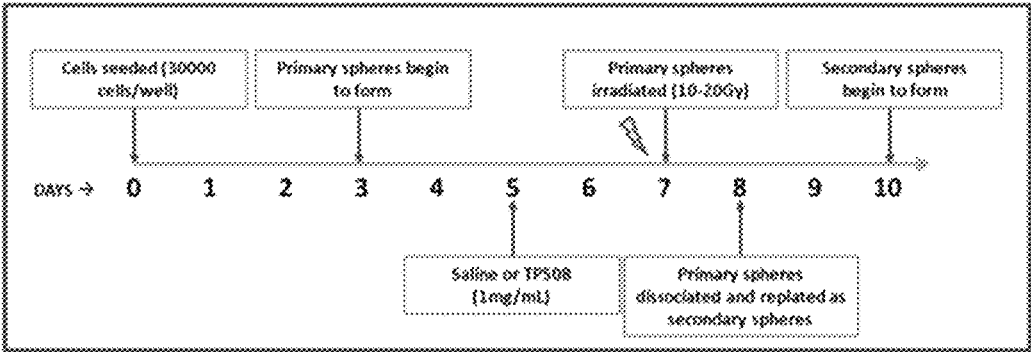 Cells seeded (30000
cells/well)
Primary spheres begin
to form
Primary spheres
irradiated (10-20Gy)
Secondary spheres
begin to form
DAYS → 0 1 2 3 4 5 6 7 8 9 10
Saline or TPS08
(1mg/mL)
Primary spheres
dissociated and replated as
secondary spheres